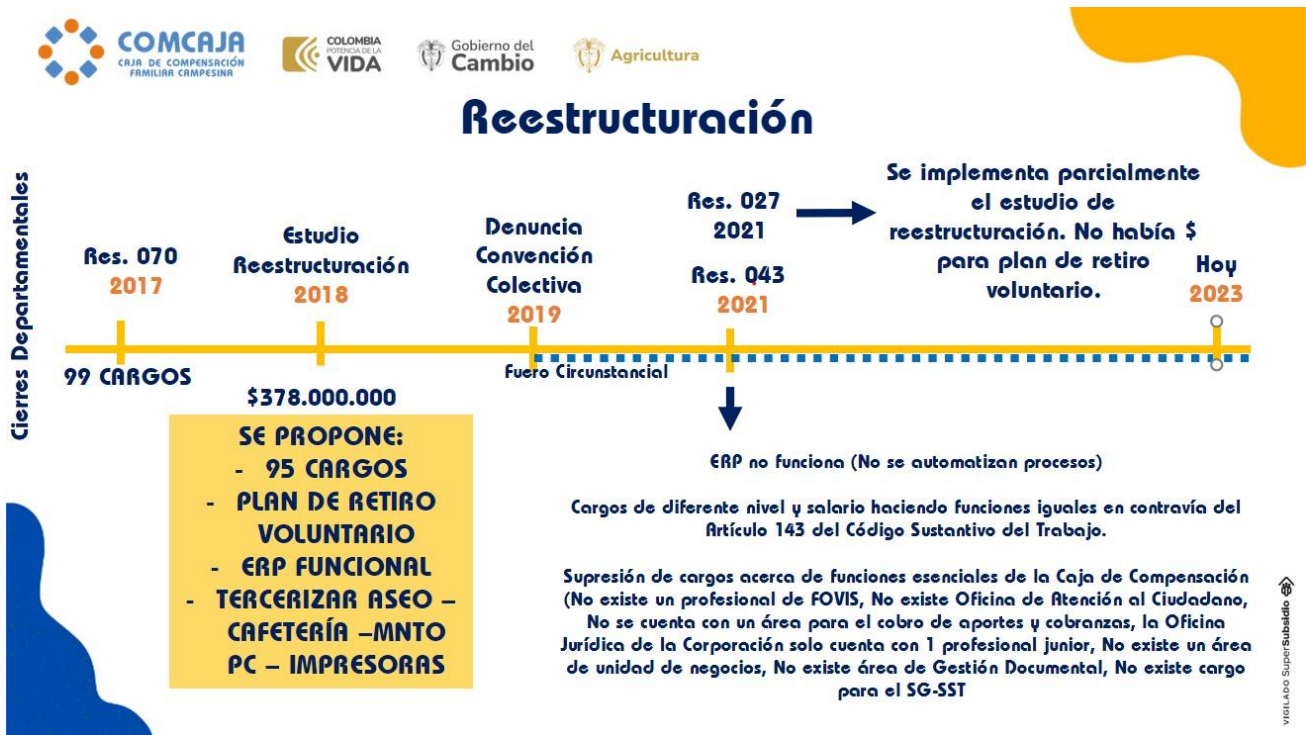 COMCAJA
CAJA DE COMPENSACIÓN
FAMILIAR CAMPESINA
COLOMBIA
POTENCIA DE LA
VIDA
Gobierno del
Cambio
Agricultura
Reestructuración
Cierres Departamentales
Res. 070
2017
99 CARGOS
Estudio
Reestructuración
2018
$378.000.000
SE PROPONE:
- 95 CARGOS
- PLAN DE RETIRO
VOLUNTARIO
- ERP FUNCIONAL
- TERCERIZAR ASEO –
CAFETERÍA –MNTO
PC – IMPRESORAS
Denuncia
Convención
Colectiva
2019
Fuero Circunstancial
Res. 027
2021
Res. 043
2021
Se implementa parcialmente
el estudio de
reestructuración. No había $
para plan de retiro
voluntario.
Hoy
2023
ERP no funciona (No se automatizan procesos)
Cargos de diferente nivel y salario haciendo funciones iguales en contravía del
Artículo 143 del Código Sustantivo del Trabajo.
Supresión de cargos acerca de funciones esenciales de la Caja de Compensación
(No existe un profesional de FOVIS, No existe Oficina de Atención al Ciudadano,
No se cuenta con un área para el cobro de aportes y cobranzas, la Oficina
Jurídica de la Corporación solo cuenta con 1 profesional junior, No existe un área
de unidad de negocios, No existe área de Gestión Documental, No existe cargo
para el SG-SST
VIGILADO SuperSubsidio